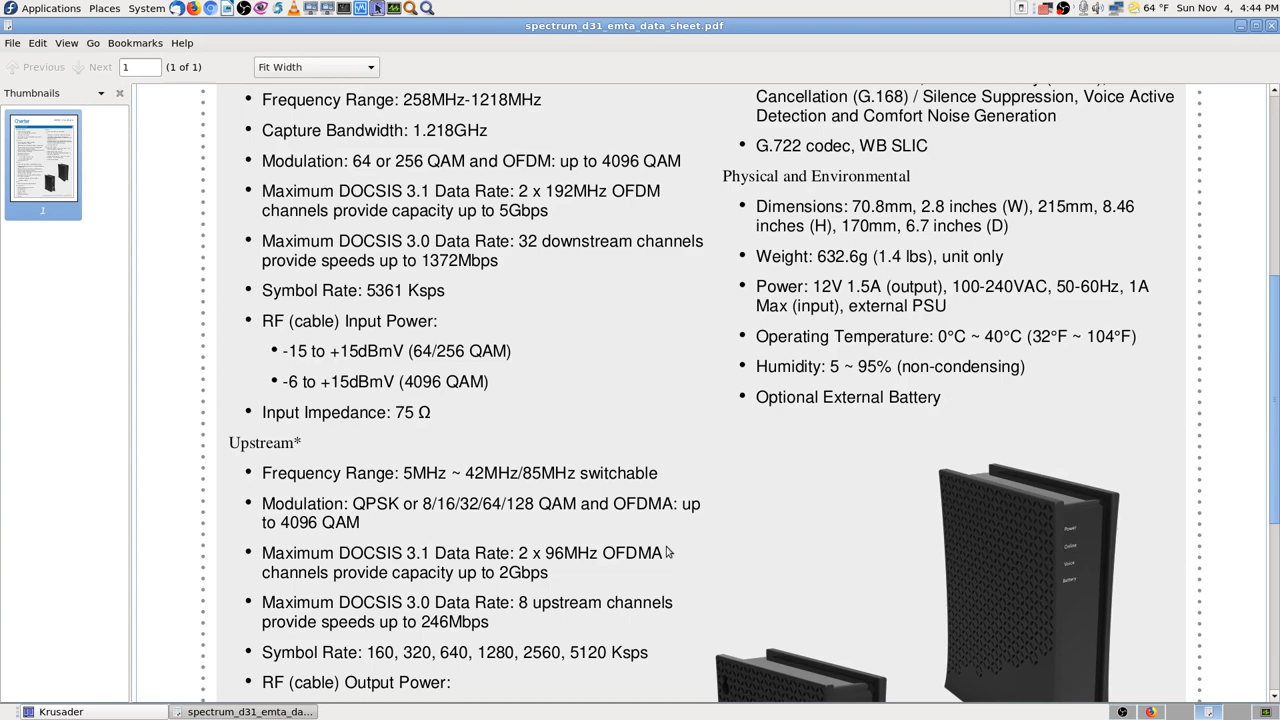 Applications Places System 64 °F Sun Nov 4, 4:44 PM
spectrum_d31_emta_data_sheet.pdf
File Edit View Go Bookmarks Help
Previous Next 1 (1 of 1) Fit Width
Thumbnails
1
Frequency Range: 258MHz-1218MHz
• Capture Bandwidth: 1.218GHz
• Modulation: 64 or 256 QAM and OFDM: up to 4096 QAM
• Maximum DOCSIS 3.1 Data Rate: 2 x 192MHz OFDM
channels provide capacity up to 5Gbps
• Maximum DOCSIS 3.0 Data Rate: 32 downstream channels
provide speeds up to 1372Mbps
• Symbol Rate: 5361 Ksps
• RF (cable) Input Power:
• -15 to +15dBmV (64/256 QAM)
• -6 to +15dBmV (4096 QAM)
• Input Impedance: 75 Ω
Upstream*
• Frequency Range: 5MHz ~ 42MHz/85MHz switchable
• Modulation: QPSK or 8/16/32/64/128 QAM and OFDMA: up
to 4096 QAM
• Maximum DOCSIS 3.1 Data Rate: 2 x 96MHz OFDMA
channels provide capacity up to 2Gbps
• Maximum DOCSIS 3.0 Data Rate: 8 upstream channels
provide speeds up to 246Mbps
• Symbol Rate: 160, 320, 640, 1280, 2560, 5120 Ksps
• RF (cable) Output Power:
Cancellation (G.168) / Silence Suppression, Voice Active
Detection and Comfort Noise Generation
• G.722 codec, WB SLIC
Physical and Environmental
• Dimensions: 70.8mm, 2.8 inches (W), 215mm, 8.46
inches (H), 170mm, 6.7 inches (D)
• Weight: 632.6g (1.4 lbs), unit only
• Power: 12V 1.5A (output), 100-240VAC, 50-60Hz, 1A
Max (input), external PSU
• Operating Temperature: 0°C ~ 40°C (32°F ~ 104°F)
• Humidity: 5 ~ 95% (non-condensing)
• Optional External Battery
Power
Online
Voice
Battery
Krusader spectrum_d31_emta_da...